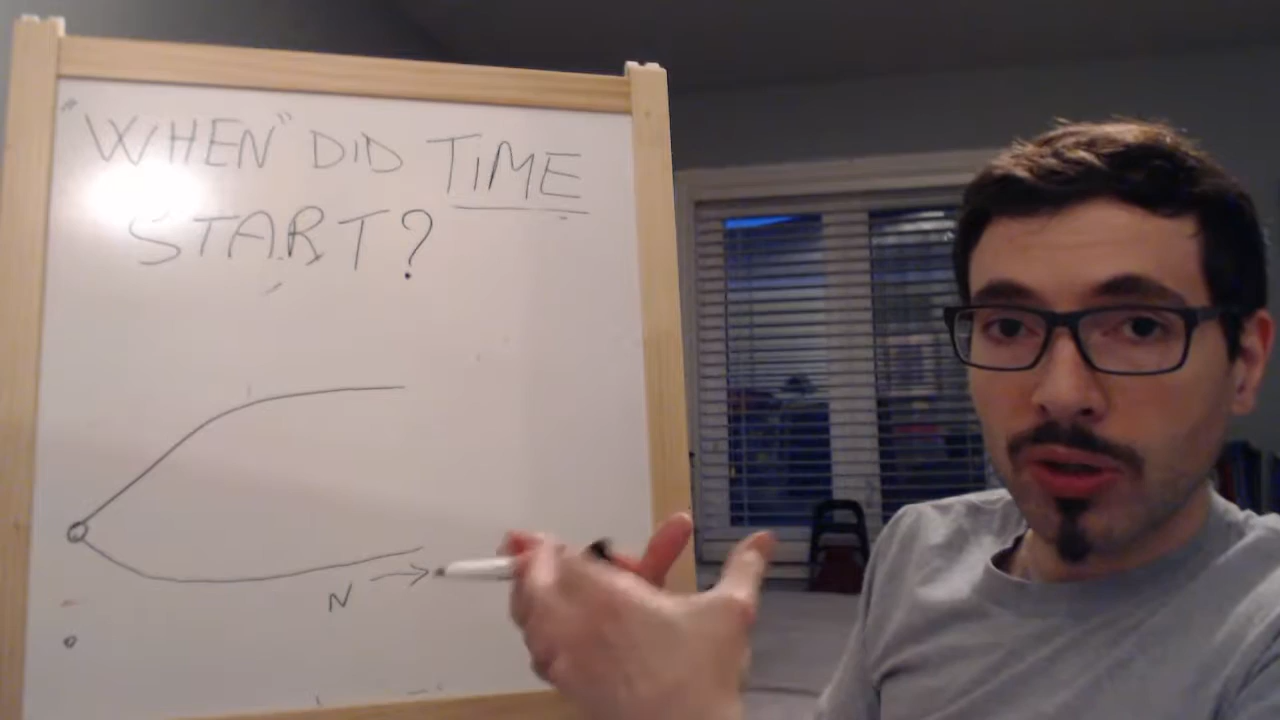 "WHEN" DID TIME
START?
N →